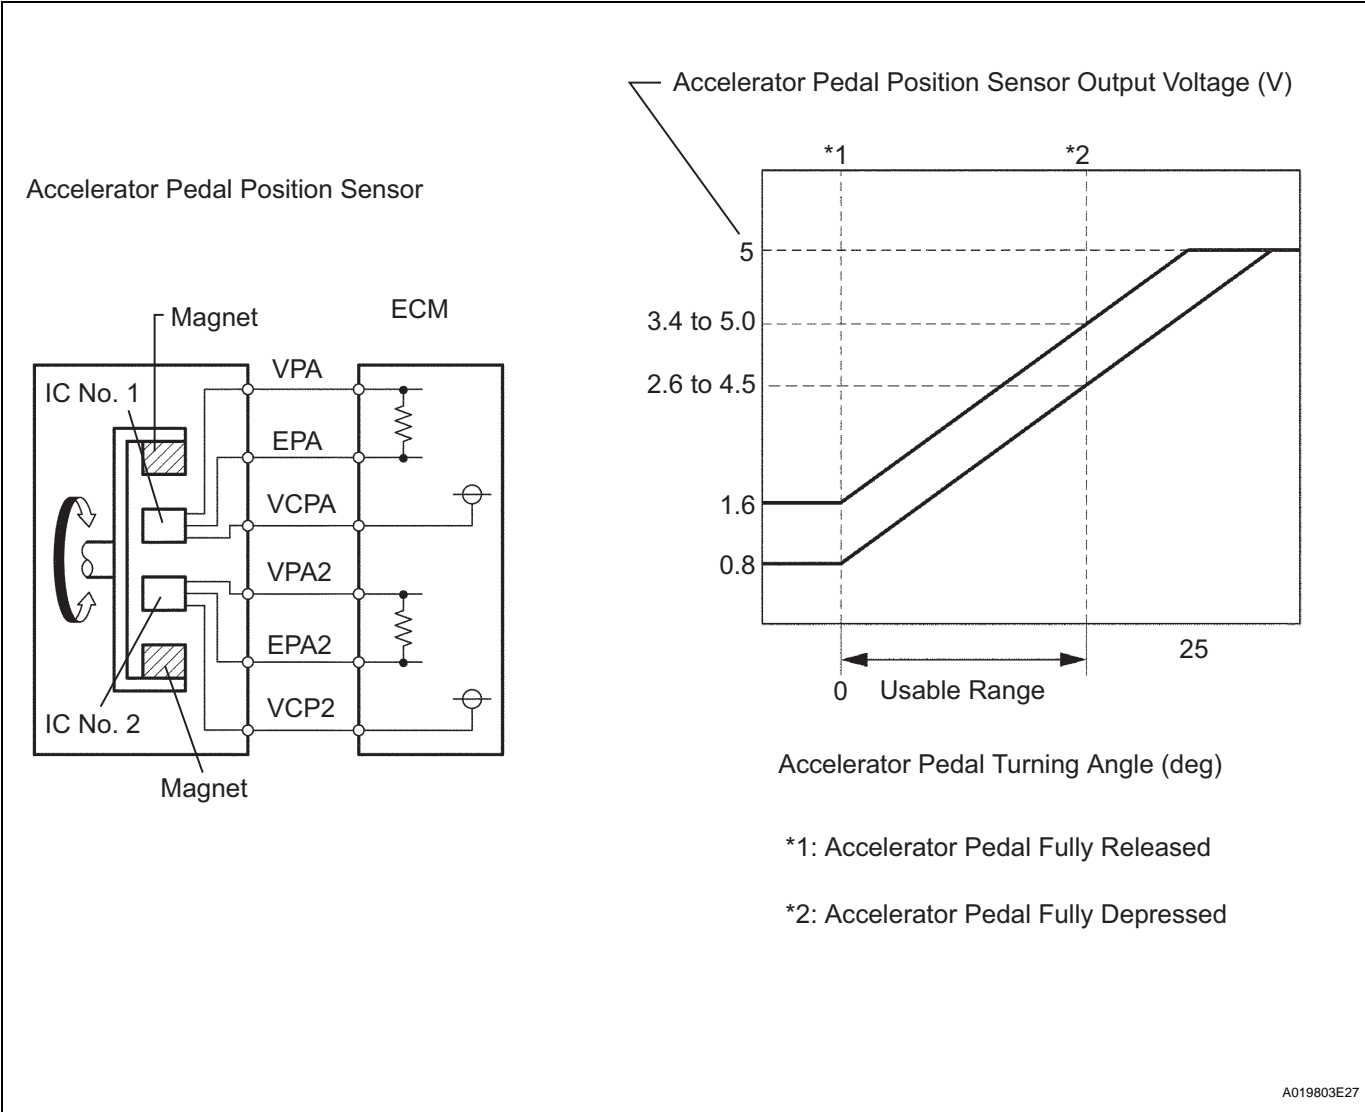 Accelerator Pedal Position Sensor
Magnet
ECM
IC No. 1
VPA
EPA
VCPA
VPA2
EPA2
VCP2
IC No. 2
Magnet
Accelerator Pedal Position Sensor Output Voltage (V)
*1
*2
5
3.4 to 5.0
2.6 to 4.5
1.6
0.8
25
0
Usable Range
Accelerator Pedal Turning Angle (deg)
*1: Accelerator Pedal Fully Released
*2: Accelerator Pedal Fully Depressed
A019803E27